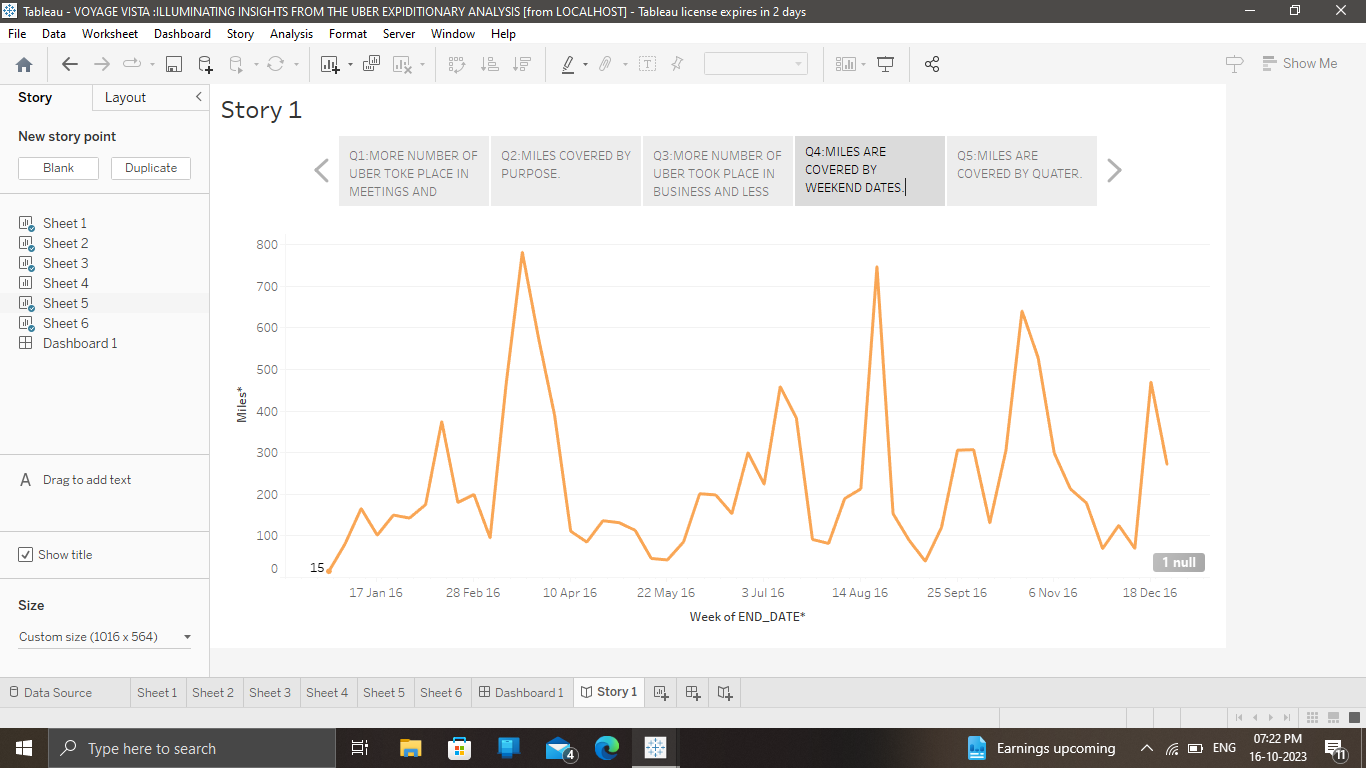 Tableau - VOYAGE VISTA :ILLUMINATING INSIGHTS FROM THE UBER EXPIDITIONARY ANALYSIS [from LOCALHOST] - Tableau license expires in 2 days
File Data Worksheet Dashboard Story Analysis Format Server Window Help
Show Me
Story Layout
New story point
Blank Duplicate
Sheet 1
Sheet 2
Sheet 3
Sheet 4
Sheet 5
Sheet 6
Dashboard 1
A Drag to add text
Show title
Size
Custom size (1016 x 564)
Story 1
Q1:MORE NUMBER OF
UBER TOKE PLACE IN
MEETINGS AND
Q2:MILES COVERED BY
PURPOSE.
Q3:MORE NUMBER OF
UBER TOOK PLACE IN
BUSINESS AND LESS
Q4:MILES ARE
COVERED BY
WEEKEND DATES.
Q5:MILES ARE
COVERED BY QUATER.
800
700
600
500
400
300
200
100
0
Miles*
15
1 null
17 Jan 16 28 Feb 16 10 Apr 16 22 May 16 3 Jul 16 14 Aug 16 25 Sept 16 6 Nov 16 18 Dec 16
Week of END_DATE*
Data Source Sheet 1 Sheet 2 Sheet 3 Sheet 4 Sheet 5 Sheet 6 Dashboard 1 Story 1
Type here to search
4
Earnings upcoming
ENG
07:22 PM
16-10-2023
11